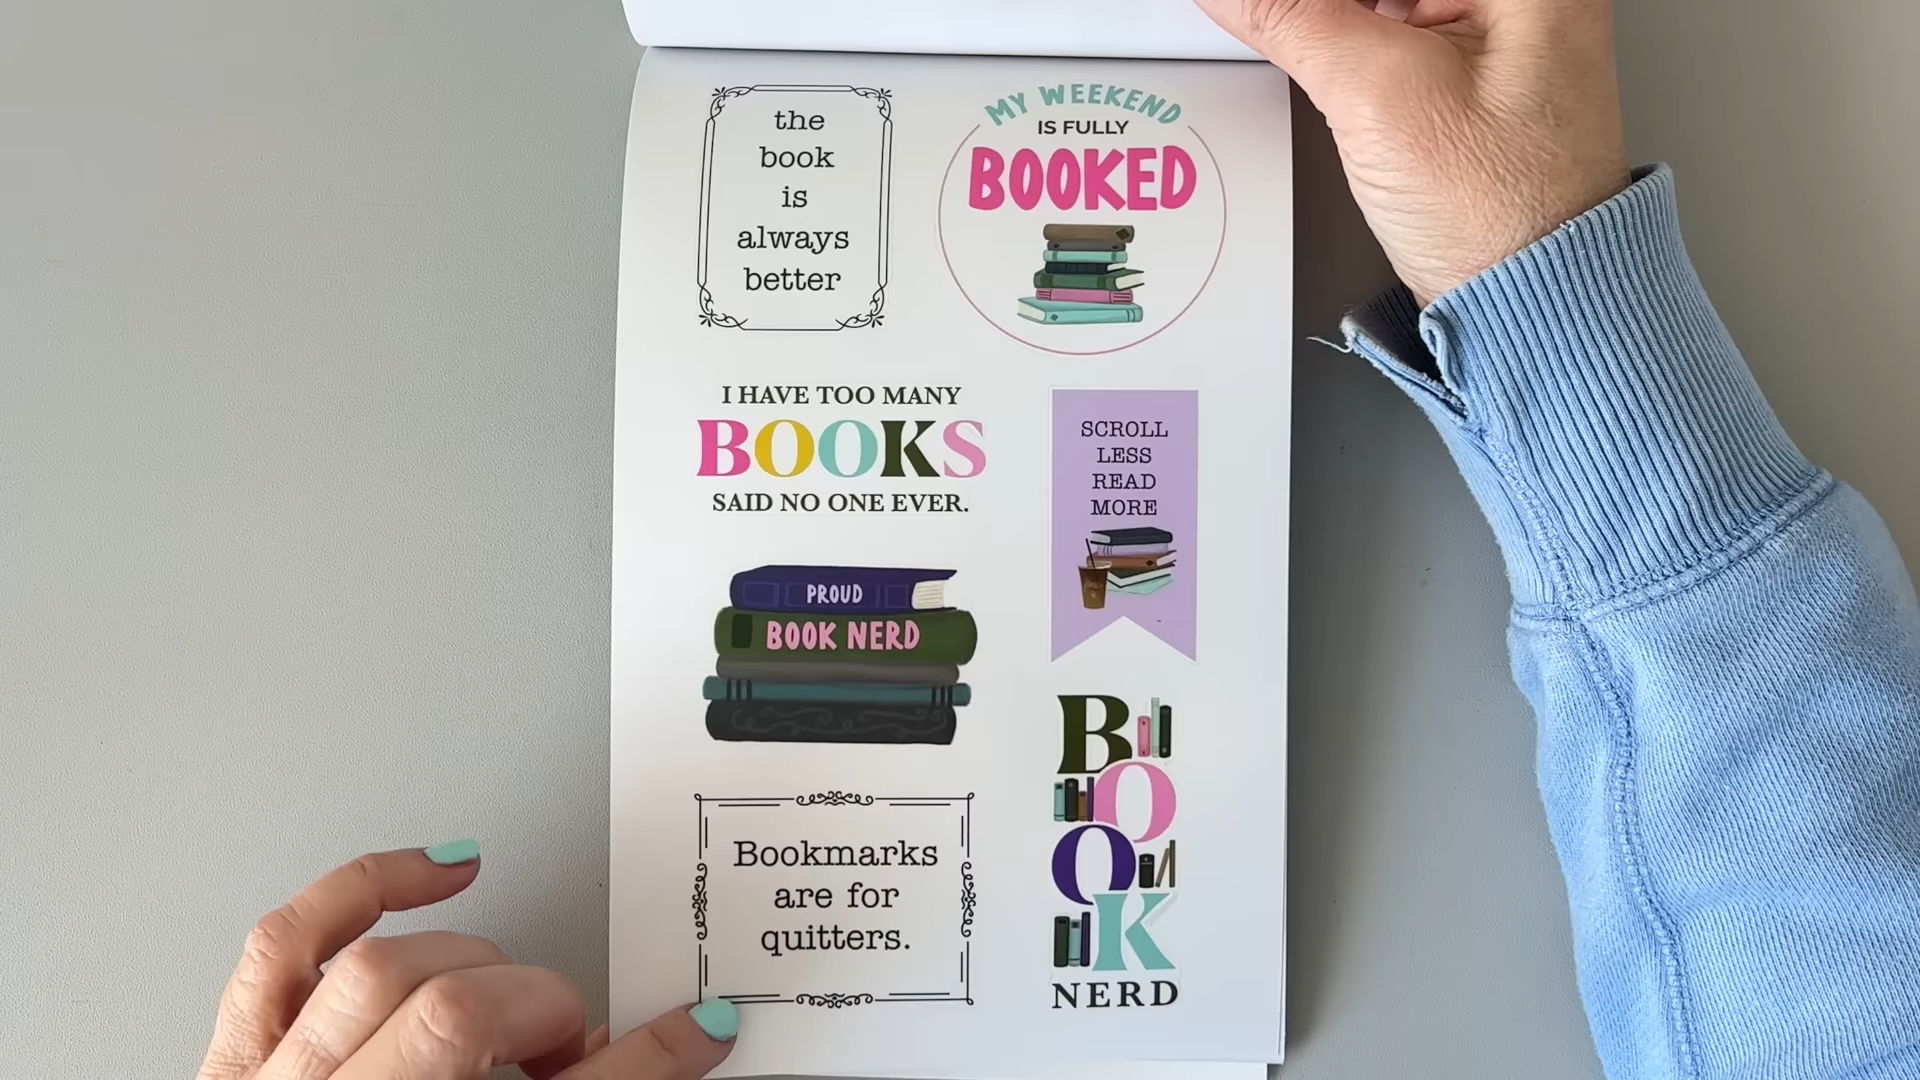 the
book
is
always
better
MY WEEKEND
IS FULLY
BOOKED
I HAVE TOO MANY
BOOKS
SAID NO ONE EVER.
SCROLL
LESS
READ
MORE
PROUD
BOOK NERD
Bookmarks
are for
quitters.
B
O
O
K
NERD